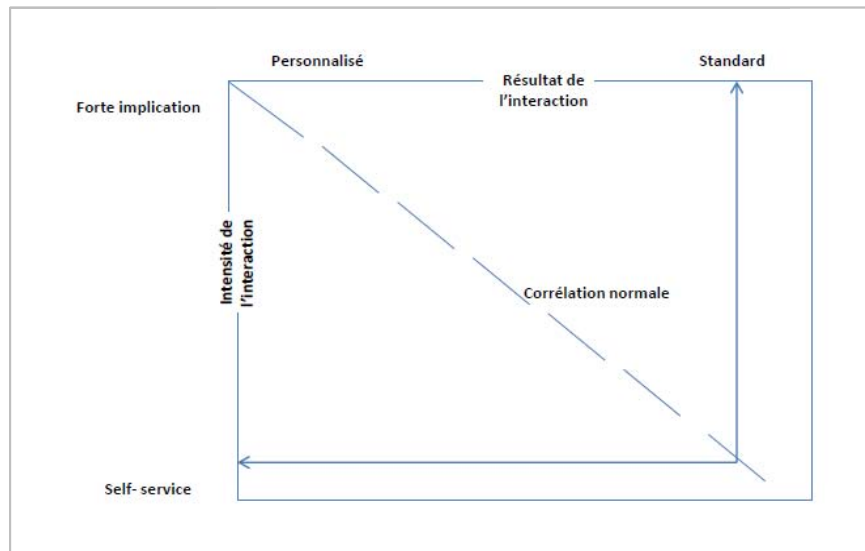 Personnalisé
Standard
Résultat de
l’interaction
Forte implication
Intensité de
l’interaction
Corrélation normale
Self- service